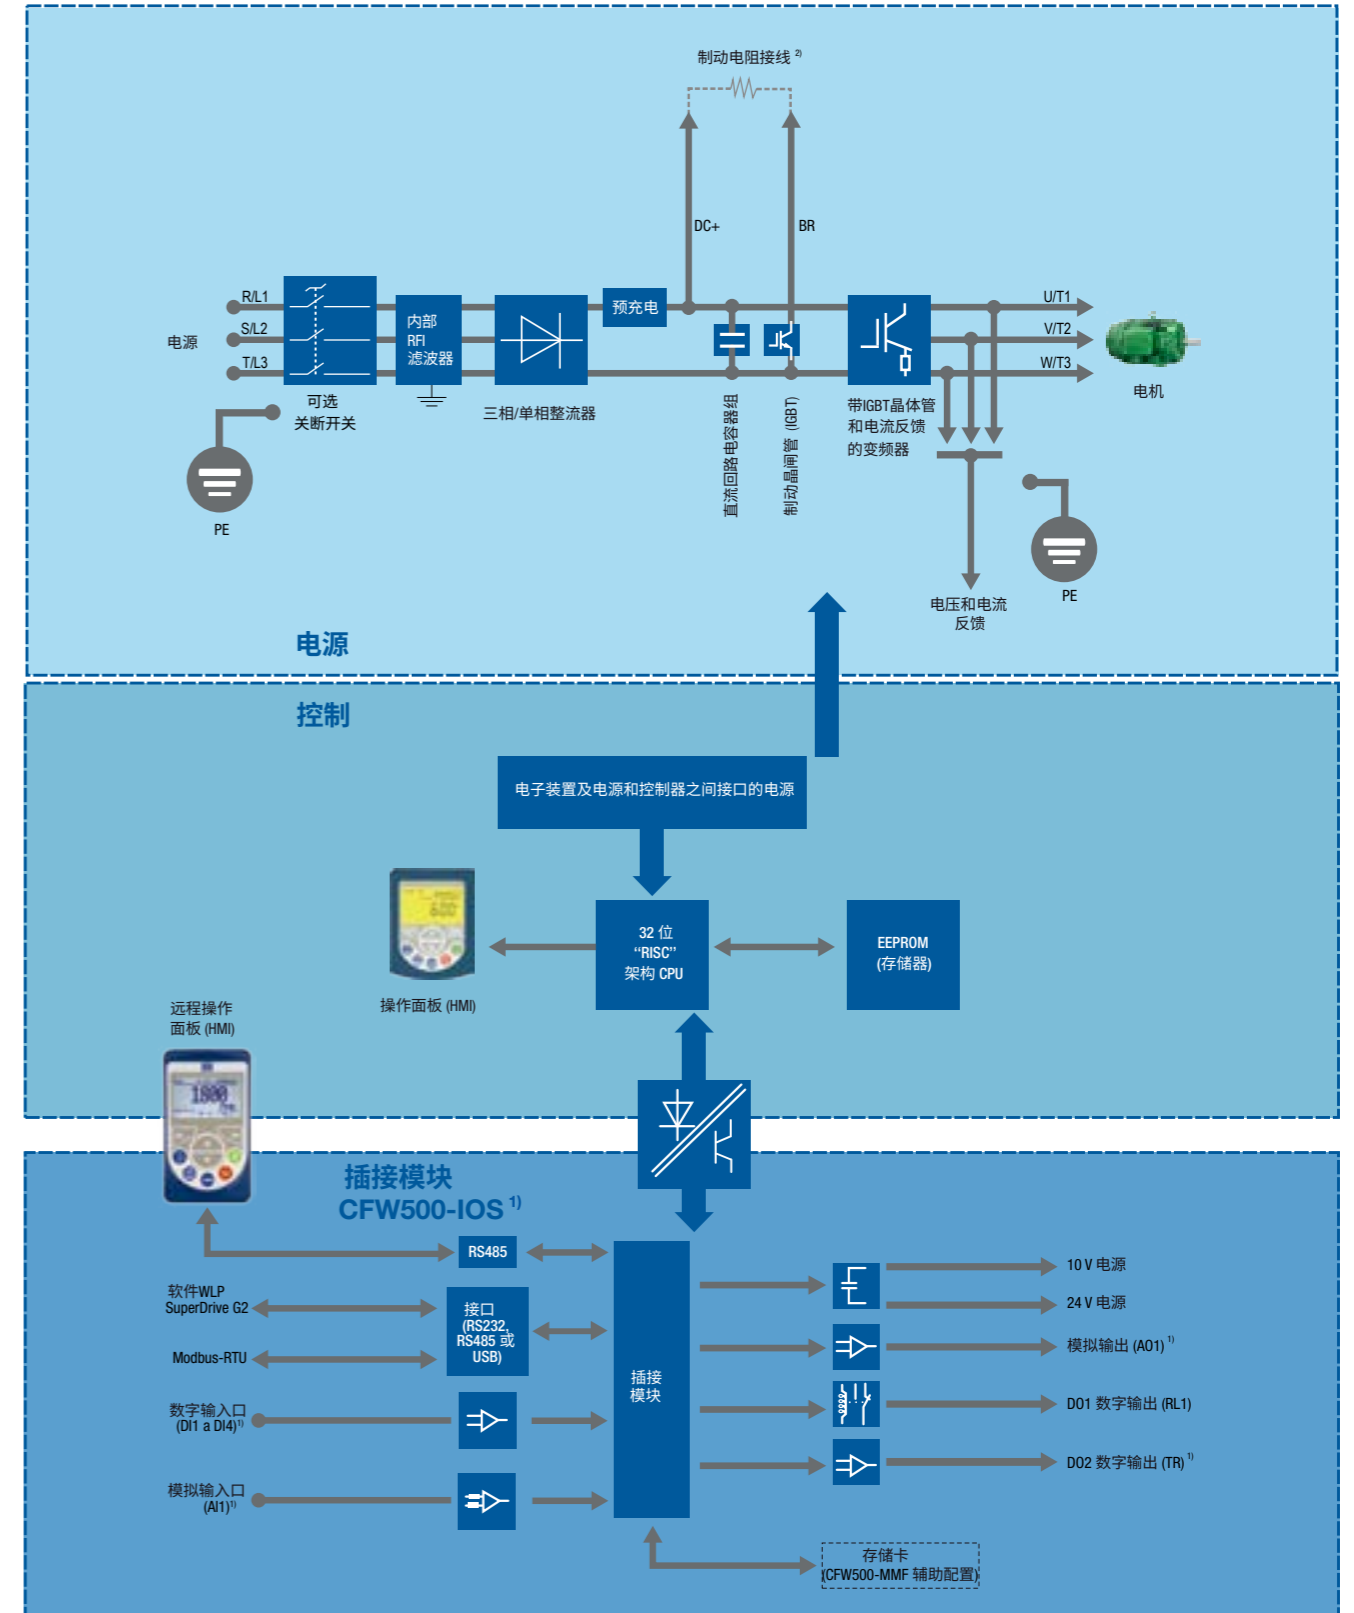 制动电阻接线 2)
DC+
BR
R/L1
S/L2
T/L3
电源
可选
关断开关
内部
RFI
滤波器
三相/单相整流器
预充电
直流回路电容器组
制动晶闸管 (IGBT)
带IGBT晶体管
和电流反馈
的变频器
U/T1
V/T2
W/T3
电机
PE
PE
电压和电流
反馈
电源
控制
电子装置及电源和控制器之间接口的电源
32 位
“RISC”
架构 CPU
EEPROM
(存储器)
操作面板 (HMI)
远程操作
面板 (HMI)
1800
插接模块
CFW500-IOS 1)
RS485
软件WLP
SuperDrive G2
Modbus-RTU
接口
(RS232,
RS485 或
USB)
数字输入口
(DI1 a DI4)1)
模拟输入口
(AI1)1)
插接
模块
10 V 电源
24 V 电源
模拟输出 (AO1) 1)
DO1 数字输出 (RL1)
DO2 数字输出 (TR) 1)
存储卡
(CFW500-MMF 辅助配置)